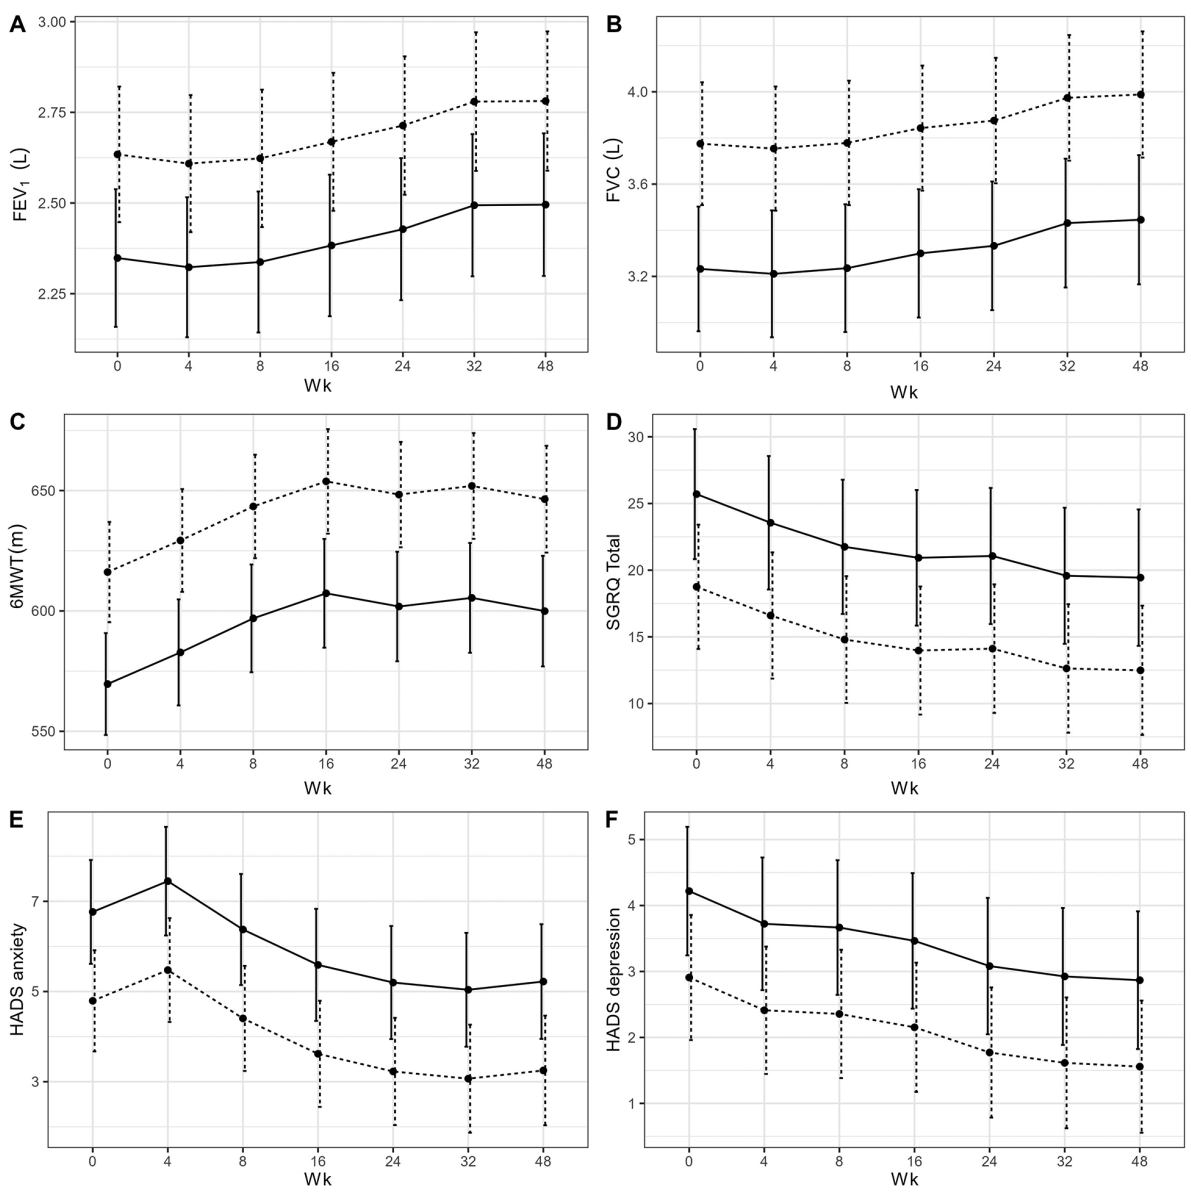 A
FEV₁ (L)
3.00
2.75
2.50
2.25
0 4 8 16 24 32 48
Wk
B
FVC (L)
4.0
3.6
3.2
0 4 8 16 24 32 48
Wk
C
6MWT(m)
650
600
550
0 4 8 16 24 32 48
Wk
D
SGRQ Total
30
25
20
15
10
0 4 8 16 24 32 48
Wk
E
HADS anxiety
7
5
3
0 4 8 16 24 32 48
Wk
F
HADS depression
5
4
3
2
1
0 4 8 16 24 32 48
Wk